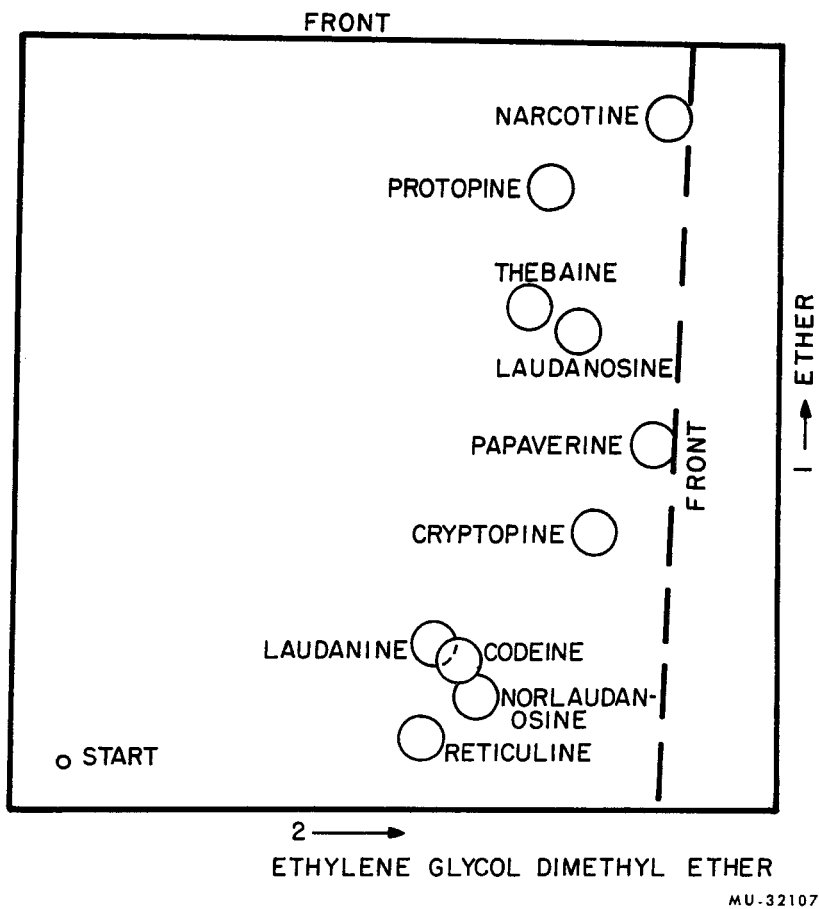 FRONT
NARCOTINE
PROTOPINE
THEBAINE
LAUDANOSINE
1 → ETHER
PAPAVERINE
FRONT
CRYPTOPINE
LAUDANINE
CODEINE
NORLAUDAN-
OSINE
RETICULINE
START
2 →
ETHYLENE GLYCOL DIMETHYL ETHER
MU-32107